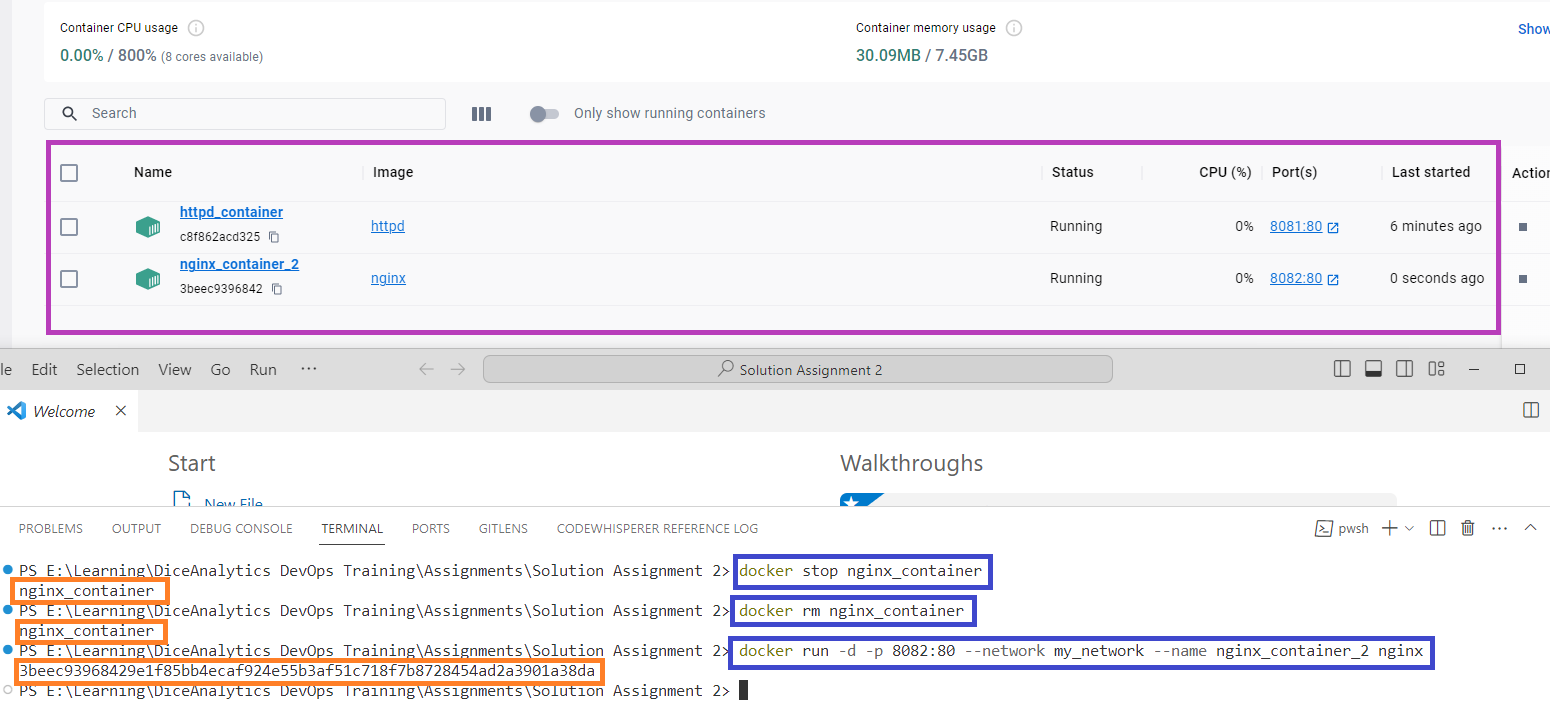 Container CPU usage
Container memory usage
Show
0.00% / 800% (8 cores available)
30.09MB / 7.45GB
Search
Only show running containers
Name Image Status CPU (%) Port(s) Last started Action
httpd_container
c8f862acd325
httpd Running 0% 8081:80 6 minutes ago
nginx_container_2
3beec9396842
nginx Running 0% 8082:80 0 seconds ago
le Edit Selection View Go Run ···
Solution Assignment 2
Welcome
Start
Walkthroughs
New File
PROBLEMS OUTPUT DEBUG CONSOLE TERMINAL PORTS GITLENS CODEWHISPERER REFERENCE LOG
pwsh
PS E:\Learning\DiceAnalytics DevOps Training\Assignments\Solution Assignment 2> docker stop nginx_container
nginx_container
PS E:\Learning\DiceAnalytics DevOps Training\Assignments\Solution Assignment 2> docker rm nginx_container
nginx_container
PS E:\Learning\DiceAnalytics DevOps Training\Assignments\Solution Assignment 2> docker run -d -p 8082:80 --network my_network --name nginx_container_2 nginx
3beec93968429e1f85bb4ecaf924e55b3af51c718f7b8728454ad2a3901a38da
PS E:\Learning\DiceAnalytics DevOps Training\Assignments\Solution Assignment 2>